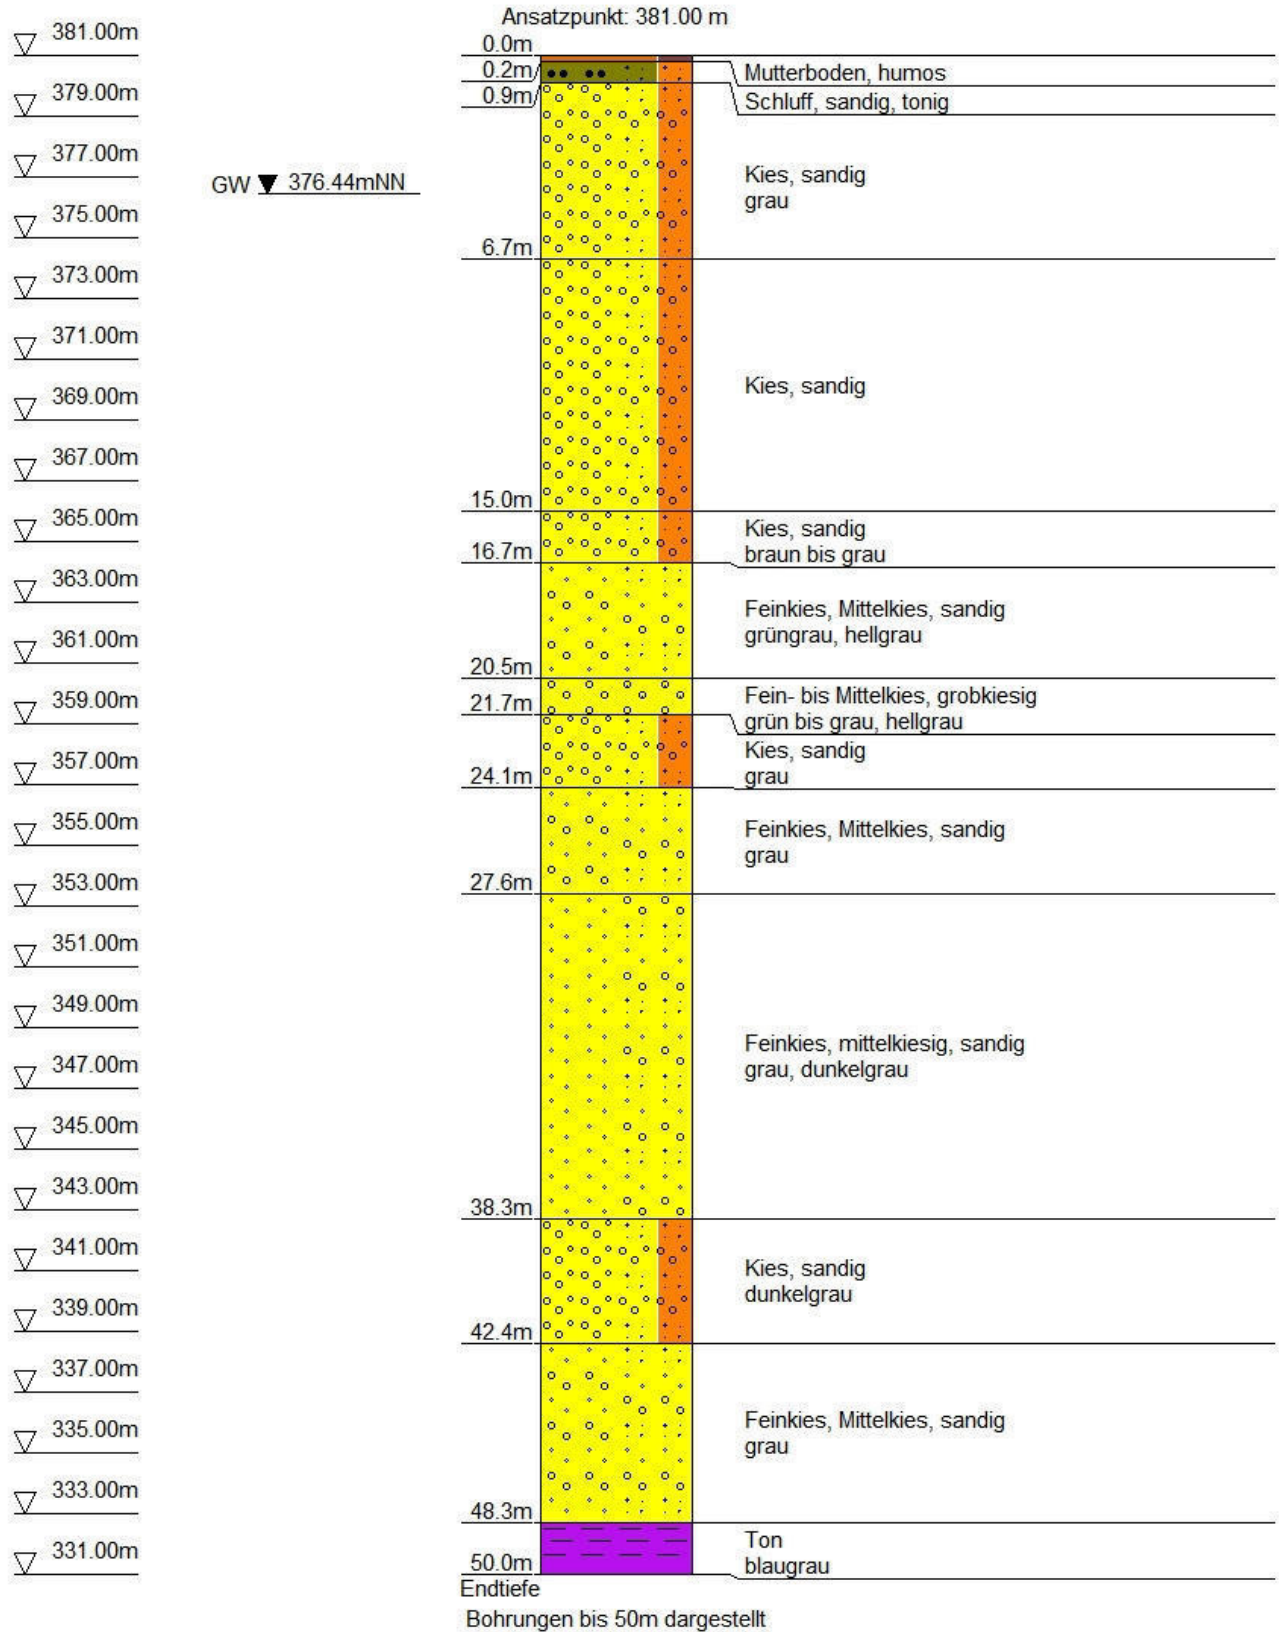 Ansatzpunkt: 381.00 m
381.00m
379.00m
377.00m
375.00m
373.00m
371.00m
369.00m
367.00m
365.00m
363.00m
361.00m
359.00m
357.00m
355.00m
353.00m
351.00m
349.00m
347.00m
345.00m
343.00m
341.00m
339.00m
337.00m
335.00m
333.00m
331.00m
GW 376.44mNN
0.0m
0.2m
0.9m
6.7m
15.0m
16.7m
20.5m
21.7m
24.1m
27.6m
38.3m
42.4m
48.3m
50.0m
Endtiefe
Mutterboden, humos
Schluff, sandig, tonig
Kies, sandig
grau
Kies, sandig
Kies, sandig
braun bis grau
Feinkies, Mittelkies, sandig
grüngrau, hellgrau
Fein- bis Mittelkies, grobkiesig
grün bis grau, hellgrau
Kies, sandig
grau
Feinkies, Mittelkies, sandig
grau
Feinkies, mittelkiesig, sandig
grau, dunkelgrau
Kies, sandig
dunkelgrau
Feinkies, Mittelkies, sandig
grau
Ton
blaugrau
Bohrungen bis 50m dargestellt